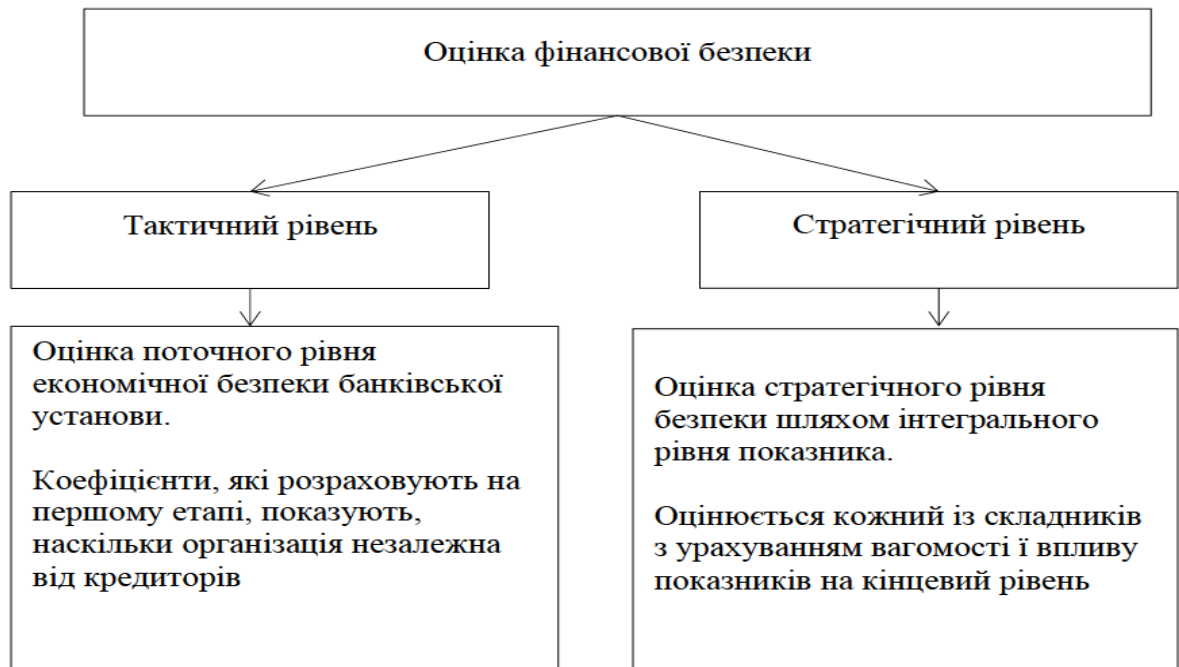 Оцінка фінансової безпеки
Тактичний рівень
Стратегічний рівень
Оцінка поточного рівня
економічної безпеки банківської
установи.
Коефіцієнти, які розраховують на
першому етапі, показують,
наскільки організація незалежна
від кредиторів
Оцінка стратегічного рівня
безпеки шляхом інтегрального
рівня показника.
Оцінюється кожний із складників
з урахуванням вагомості ї впливу
показників на кінцевий рівень